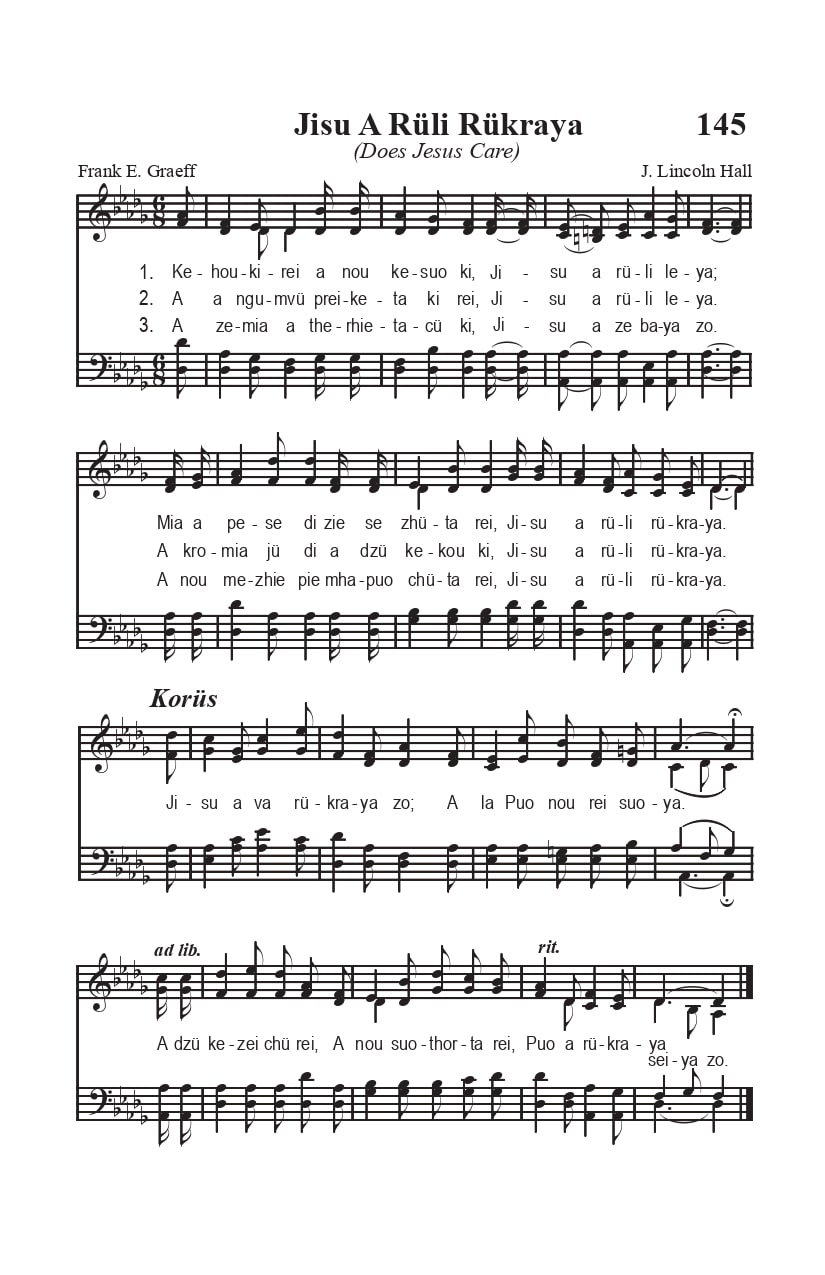 Jisu A Rüli Rükraya 145
(Does Jesus Care)
Frank E. Graeff J. Lincoln Hall
1. Ke-hou-ki-rei a nou ke-suo ki, Ji-su a rü-li le-ya;
2. A a ngu-mvü prei-ke-ta ki rei, Ji-su a rü-li le-ya.
3. A ze-mia a the-rhie-ta-cü ki, Ji-su a ze ba-ya zo.
Mia a pe-se di zie se zhü-ta rei, Ji-su a rü-li rü-kra-ya.
A kro-mia jü di a dzü ke-kou ki, Ji-su a rü-li rü-kra-ya.
A nou me-zhie pie mha-puo chü-ta rei, Ji-su a rü-li rü-kra-ya.
Korüs
Ji-su a va rü-kra-ya zo; A la Puo nou rei suo-ya.
ad lib. rit.
A dzü ke-zei chü rei, A nou suo-thor-ta rei, Puo a rü-kra-ya
sei-ya zo.